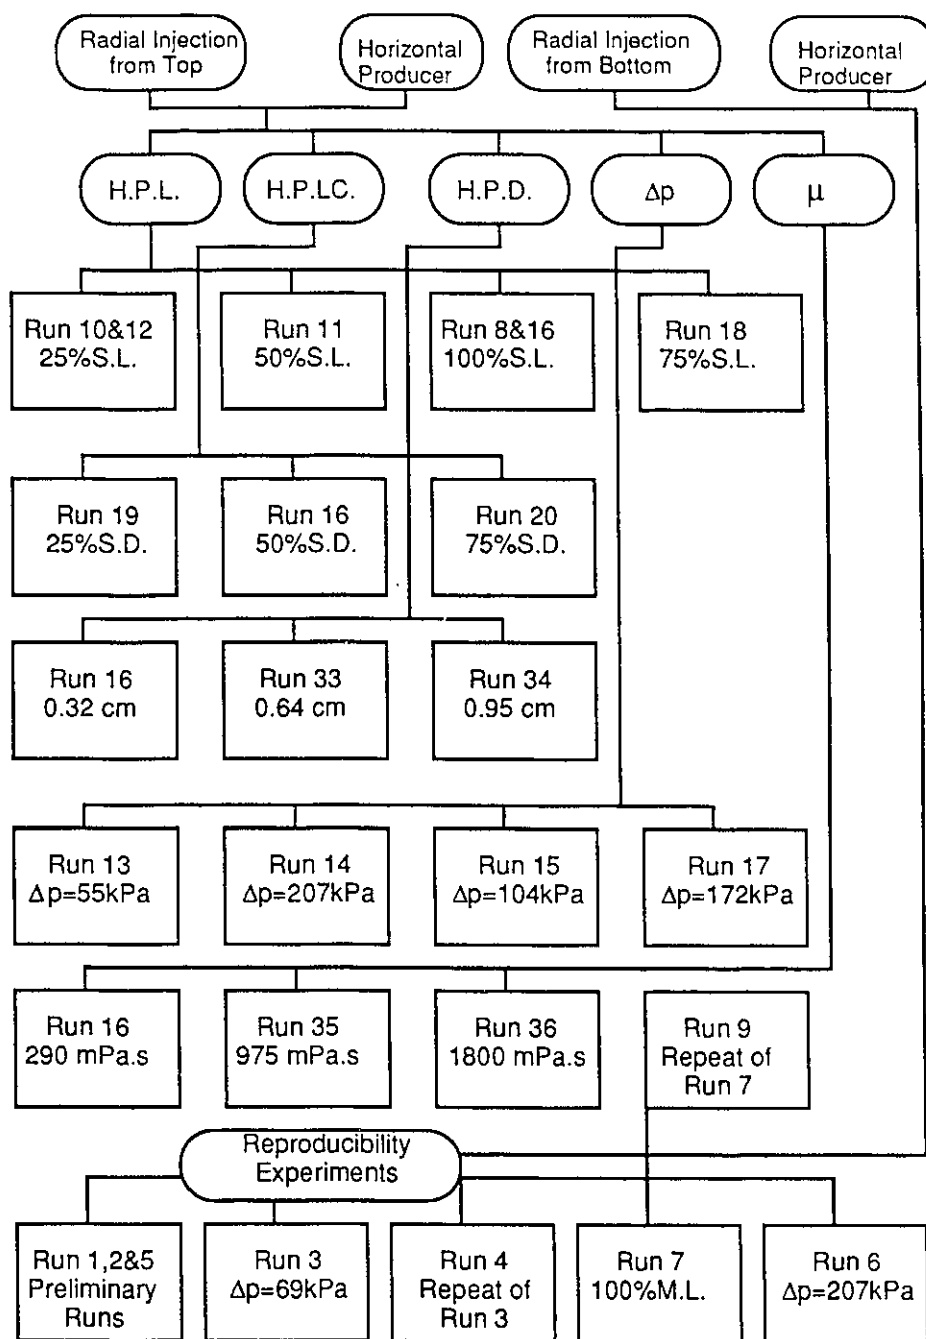 Radial Injection
from Top
Horizontal
Producer
Radial Injection
from Bottom
Horizontal
Producer
H.P.L.
H.P.LC.
H.P.D.
Δp
μ
Run 10&12
25%S.L.
Run 11
50%S.L.
Run 8&16
100%S.L.
Run 18
75%S.L.
Run 19
25%S.D.
Run 16
50%S.D.
Run 20
75%S.D.
Run 16
0.32 cm
Run 33
0.64 cm
Run 34
0.95 cm
Run 13
Δp=55kPa
Run 14
Δp=207kPa
Run 15
Δp=104kPa
Run 17
Δp=172kPa
Run 16
290 mPa.s
Run 35
975 mPa.s
Run 36
1800 mPa.s
Run 9
Repeat of
Run 7
Reproducibility
Experiments
Run 1,2&5
Preliminary
Runs
Run 3
Δp=69kPa
Run 4
Repeat of
Run 3
Run 7
100%M.L.
Run 6
Δp=207kPa